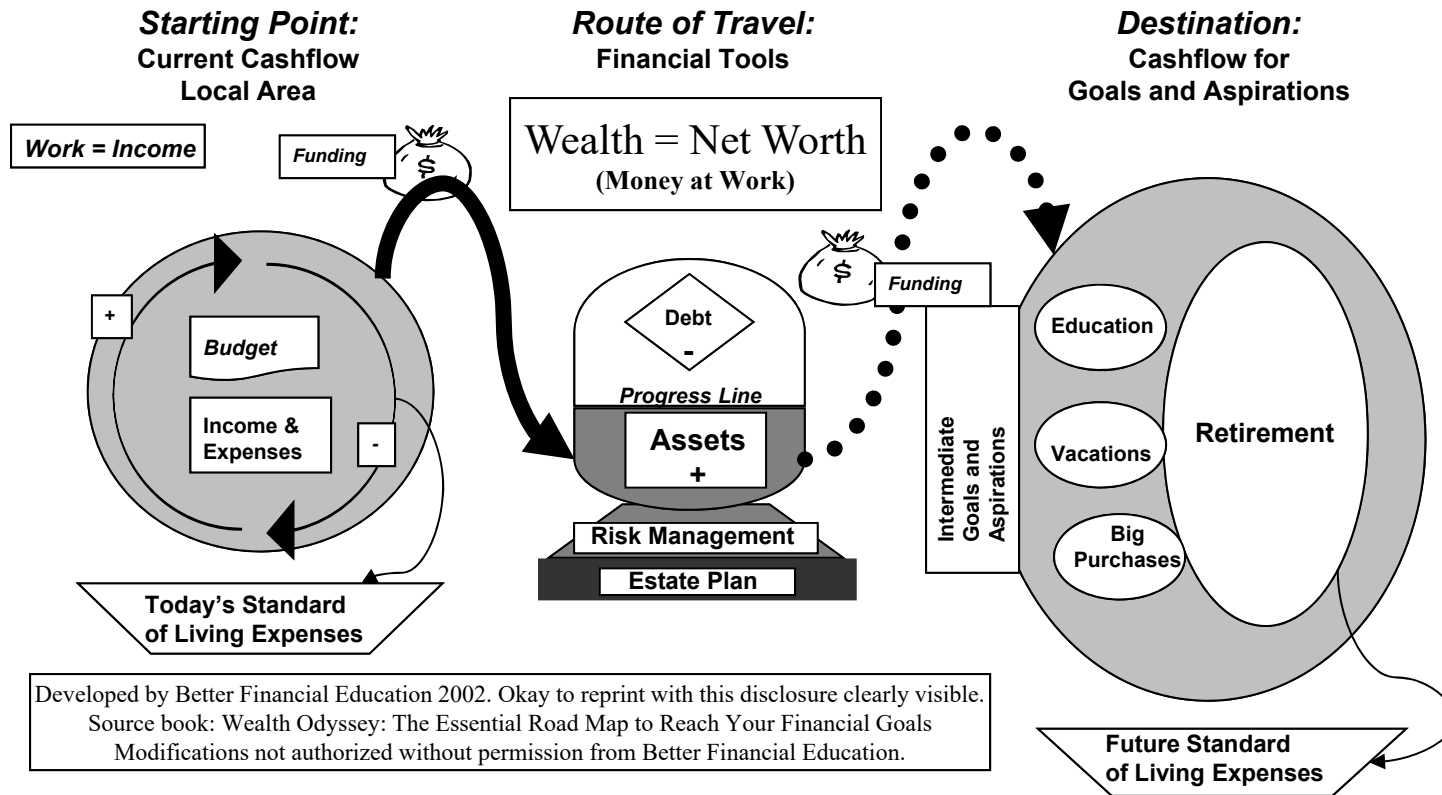 Starting Point:
Current Cashflow
Local Area
Work = Income
Funding
$
+
Budget
Income &
Expenses
-
Today's Standard
of Living Expenses
Route of Travel:
Financial Tools
Wealth = Net Worth
(Money at Work)
Debt
-
Progress Line
Assets
+
Risk Management
Estate Plan
$
Funding
Destination:
Cashflow for
Goals and Aspirations
Intermediate
Goals and
Aspirations
Education
Vacations
Big
Purchases
Retirement
Future Standard
of Living Expenses
Developed by Better Financial Education 2002. Okay to reprint with this disclosure clearly visible.
Source book: Wealth Odyssey: The Essential Road Map to Reach Your Financial Goals
Modifications not authorized without permission from Better Financial Education.